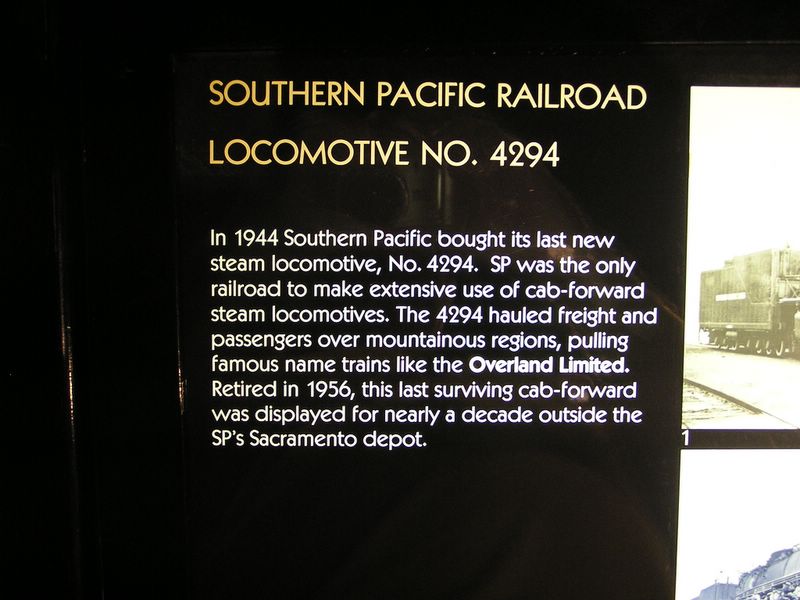 SOUTHERN PACIFIC RAILROAD
LOCOMOTIVE NO. 4294
In 1944 Southern Pacific bought its last new
steam locomotive, No. 4294. SP was the only
railroad to make extensive use of cab-forward
steam locomotives. The 4294 hauled freight and
passengers over mountainous regions, pulling
famous name trains like the Overland Limited.
Retired in 1956, this last surviving cab-forward
was displayed for nearly a decade outside the
SP's Sacramento depot.
1